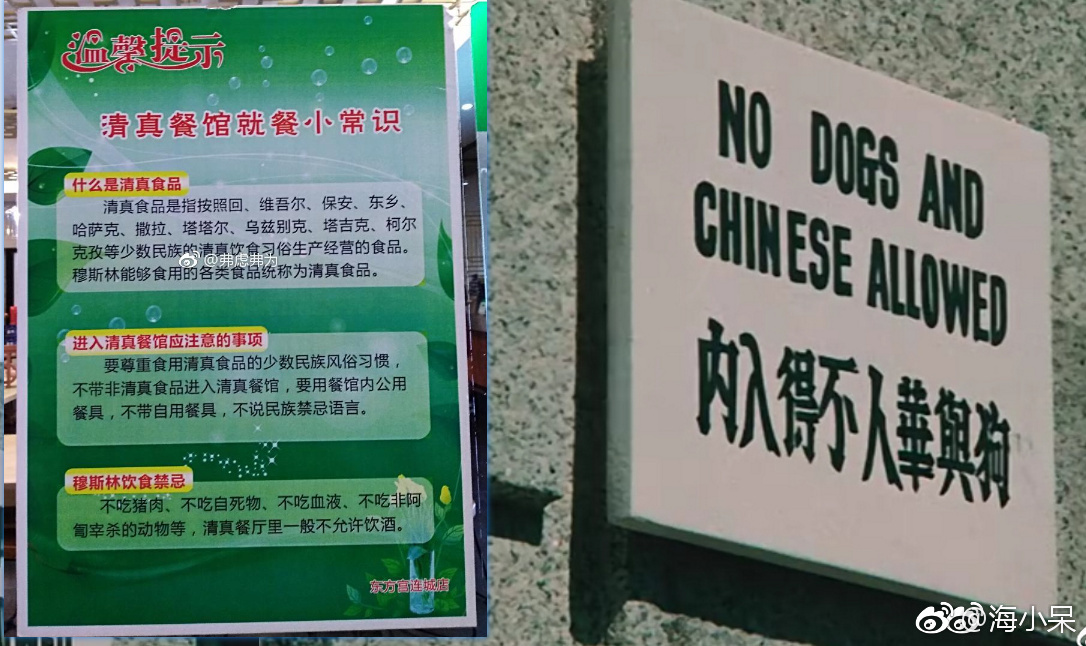 温馨提示
清真餐馆就餐小常识
什么是清真食品
清真食品是指按照回、维吾尔、保安、东乡、
哈萨克、撒拉、塔塔尔、乌兹别克、塔吉克、柯尔
克孜等少数民族的清真饮食习俗生产经营的食品。
穆斯林能够食用的各类食品统称为清真食品。
@弗虑弗为
进入清真餐馆应注意的事项
要尊重食用清真食品的少数民族风俗习惯，
不带非清真食品进入清真餐馆，要用餐馆内公用
餐具，不带自用餐具，不说民族禁忌语言。
穆斯林饮食禁忌
不吃猪肉、不吃自死物、不吃血液、不吃非阿
匍宰杀的动物等，清真餐厅里一般不允许饮酒。
东方宫连城店
NO DOGS AND
CHINESE ALLOWED
内入得不人華與狗
@海小呆